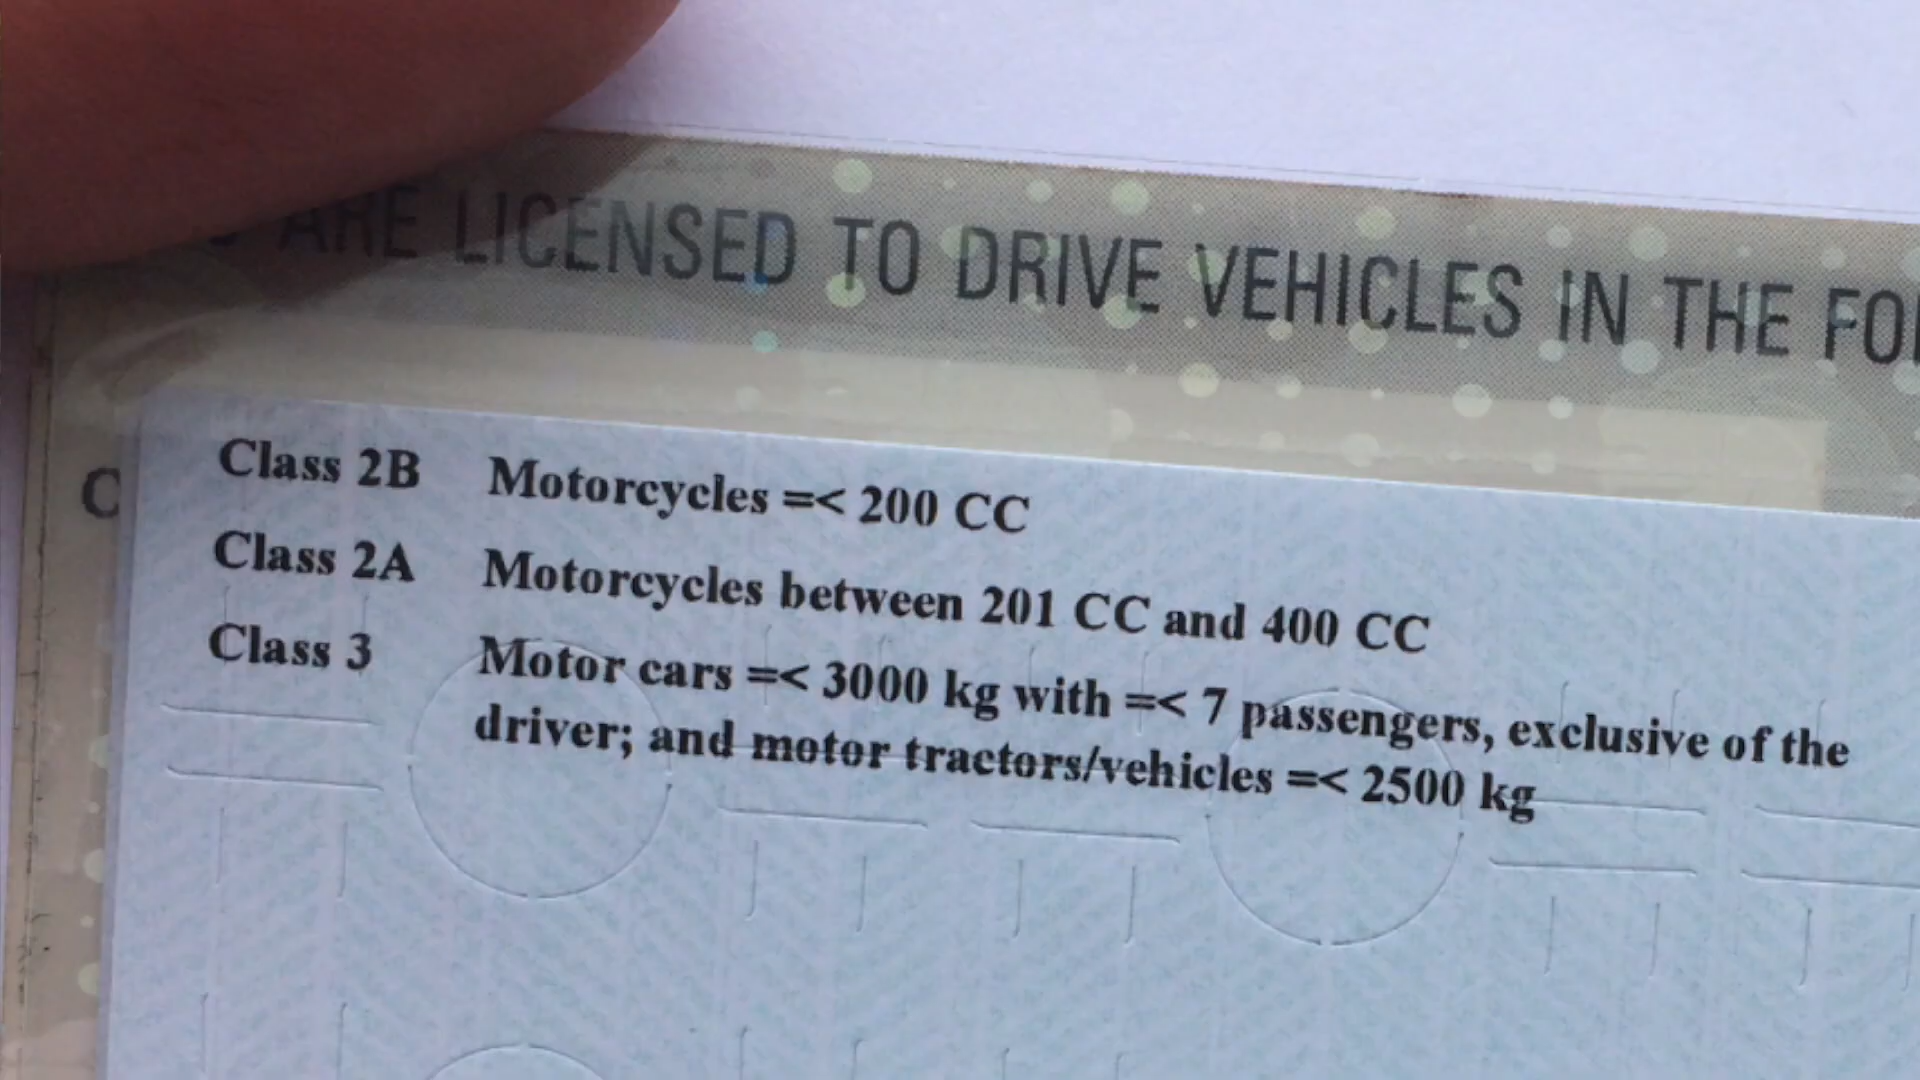 ARE LICENSED TO DRIVE VEHICLES IN THE FO
C
Class 2B Motorcycles =< 200 CC
Class 2A Motorcycles between 201 CC and 400 CC
Class 3 Motor cars =< 3000 kg with =< 7 passengers, exclusive of the
driver; and motor tractors/vehicles =< 2500 kg